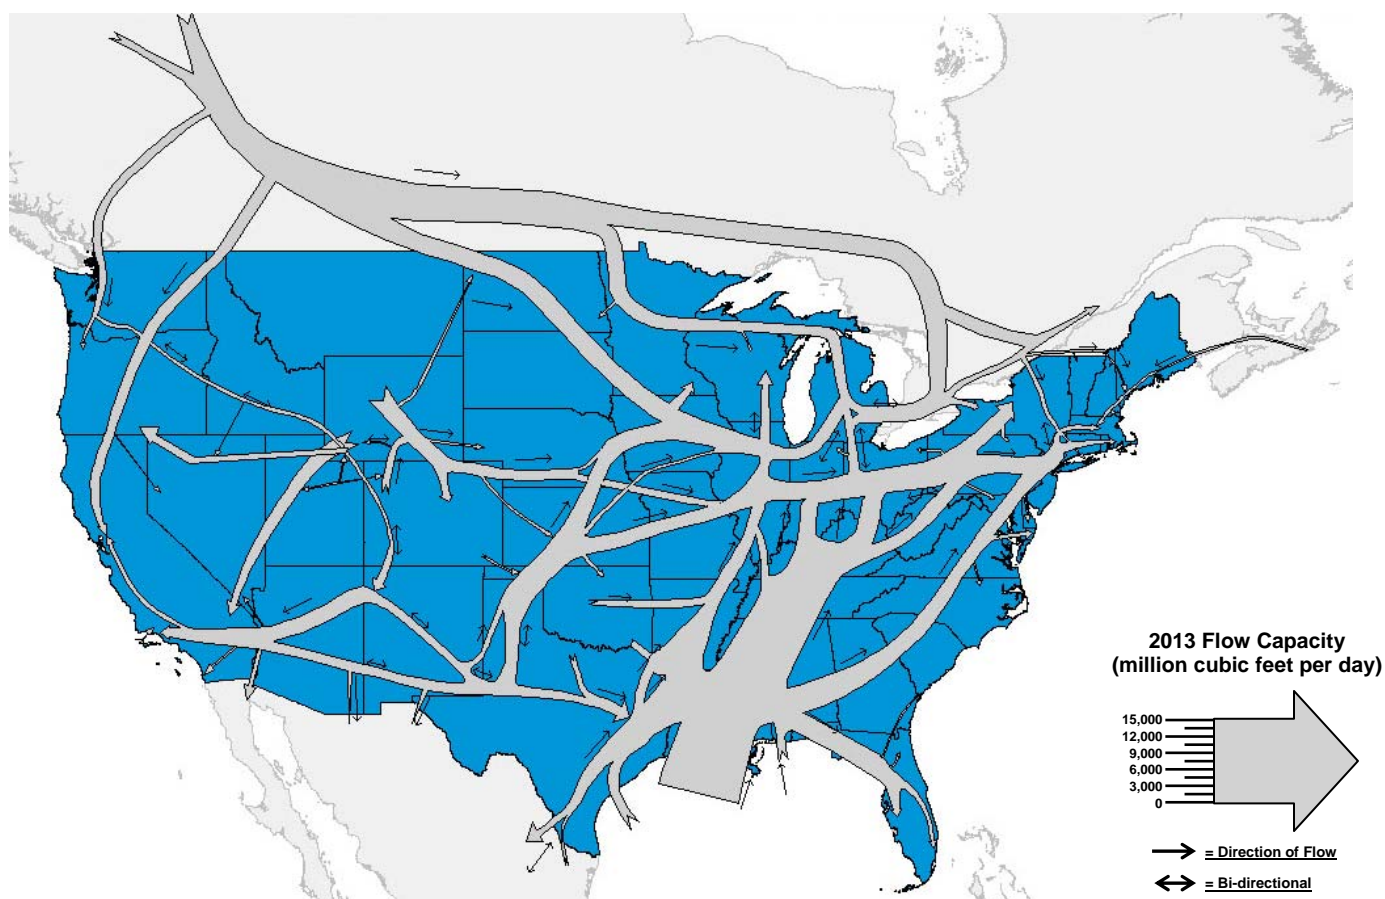 2013 Flow Capacity
(million cubic feet per day)
15,000
12,000
9,000
6,000
3,000
0
= Direction of Flow
= Bi-directional